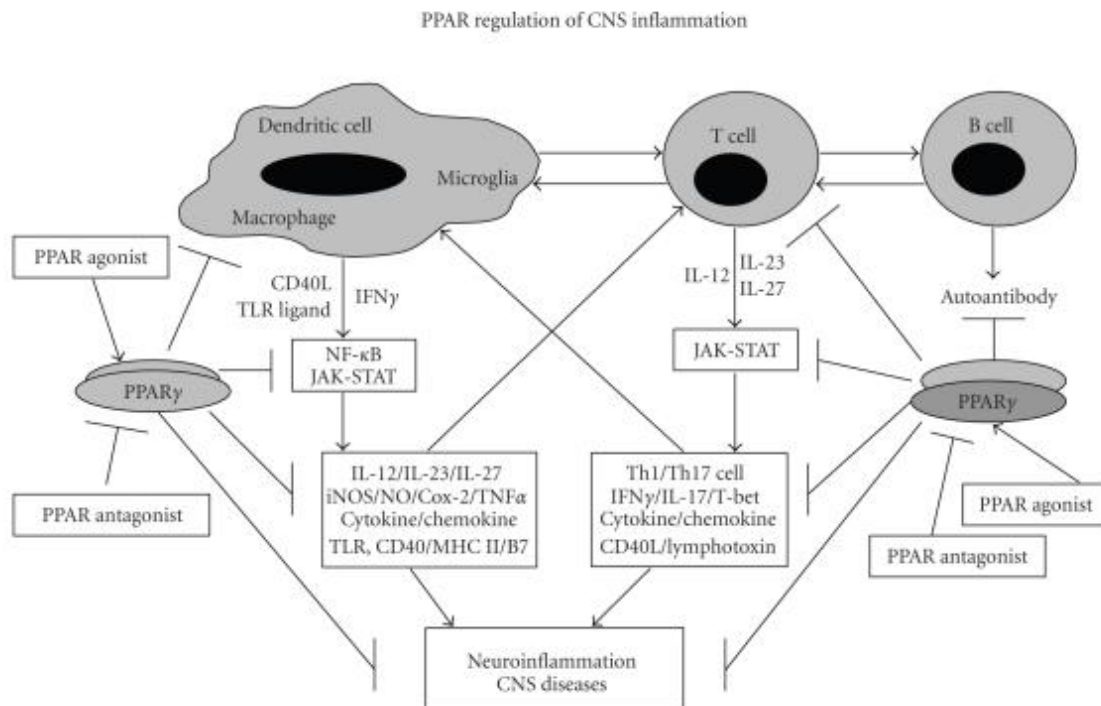 PPAR regulation of CNS inflammation
Dendritic cell
Microglia
Macrophage
T cell
B cell
PPAR agonist
CD40L
TLR ligand
IFNγ
IL-12
IL-23
IL-27
Autoantibody
NF-κB
JAK-STAT
JAK-STAT
PPARγ
PPARγ
IL-12/IL-23/IL-27
iNOS/NO/Cox-2/TNFα
Cytokine/chemokine
TLR, CD40/MHC II/B7
Th1/Th17 cell
IFNγ/IL-17/T-bet
Cytokine/chemokine
CD40L/lymphotoxin
PPAR antagonist
PPAR agonist
PPAR antagonist
Neuroinflammation
CNS diseases